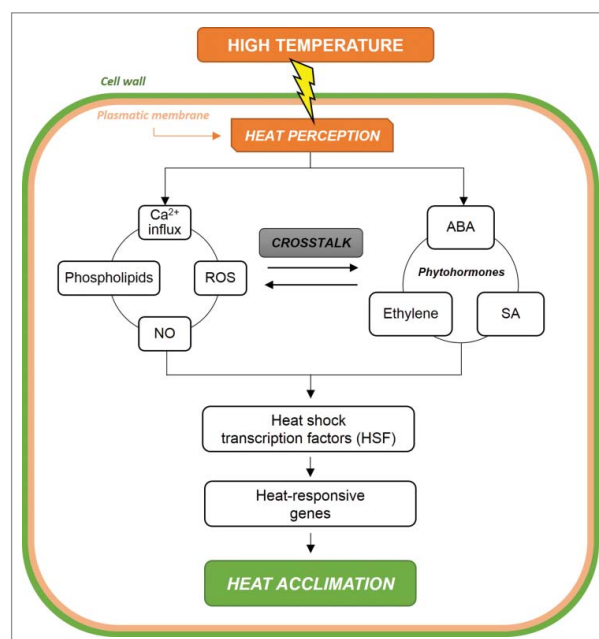 HIGH TEMPERATURE
Cell wall
Plasmatic membrane
HEAT PERCEPTION
Ca²⁺
influx
ABA
CROSSTALK
Phospholipids
ROS
Phytohormones
Ethylene
SA
NO
Heat shock
transcription factors (HSF)
Heat-responsive
genes
HEAT ACCLIMATION